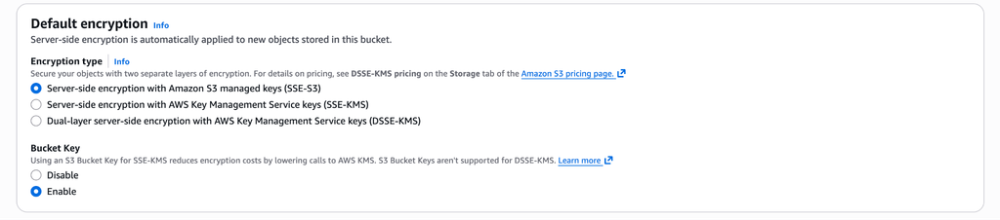 Default encryption Info
Server-side encryption is automatically applied to new objects stored in this bucket.
Encryption type Info
Secure your objects with two separate layers of encryption. For details on pricing, see DSSE-KMS pricing on the Storage tab of the Amazon S3 pricing page.
Server-side encryption with Amazon S3 managed keys (SSE-S3)
Server-side encryption with AWS Key Management Service keys (SSE-KMS)
Dual-layer server-side encryption with AWS Key Management Service keys (DSSE-KMS)
Bucket Key
Using an S3 Bucket Key for SSE-KMS reduces encryption costs by lowering calls to AWS KMS. S3 Bucket Keys aren't supported for DSSE-KMS. Learn more
Disable
Enable